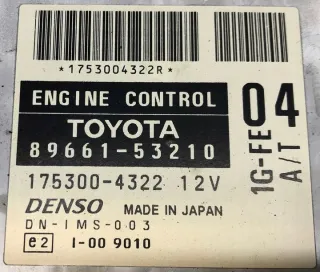 *1753004322R*
ENGINE CONTROL
TOYOTA
89661-53210
175300-4322 12V
DENSO MADE IN JAPAN
DN-IMS-003
e2 I-00 9010
04
1G-FE
A/T